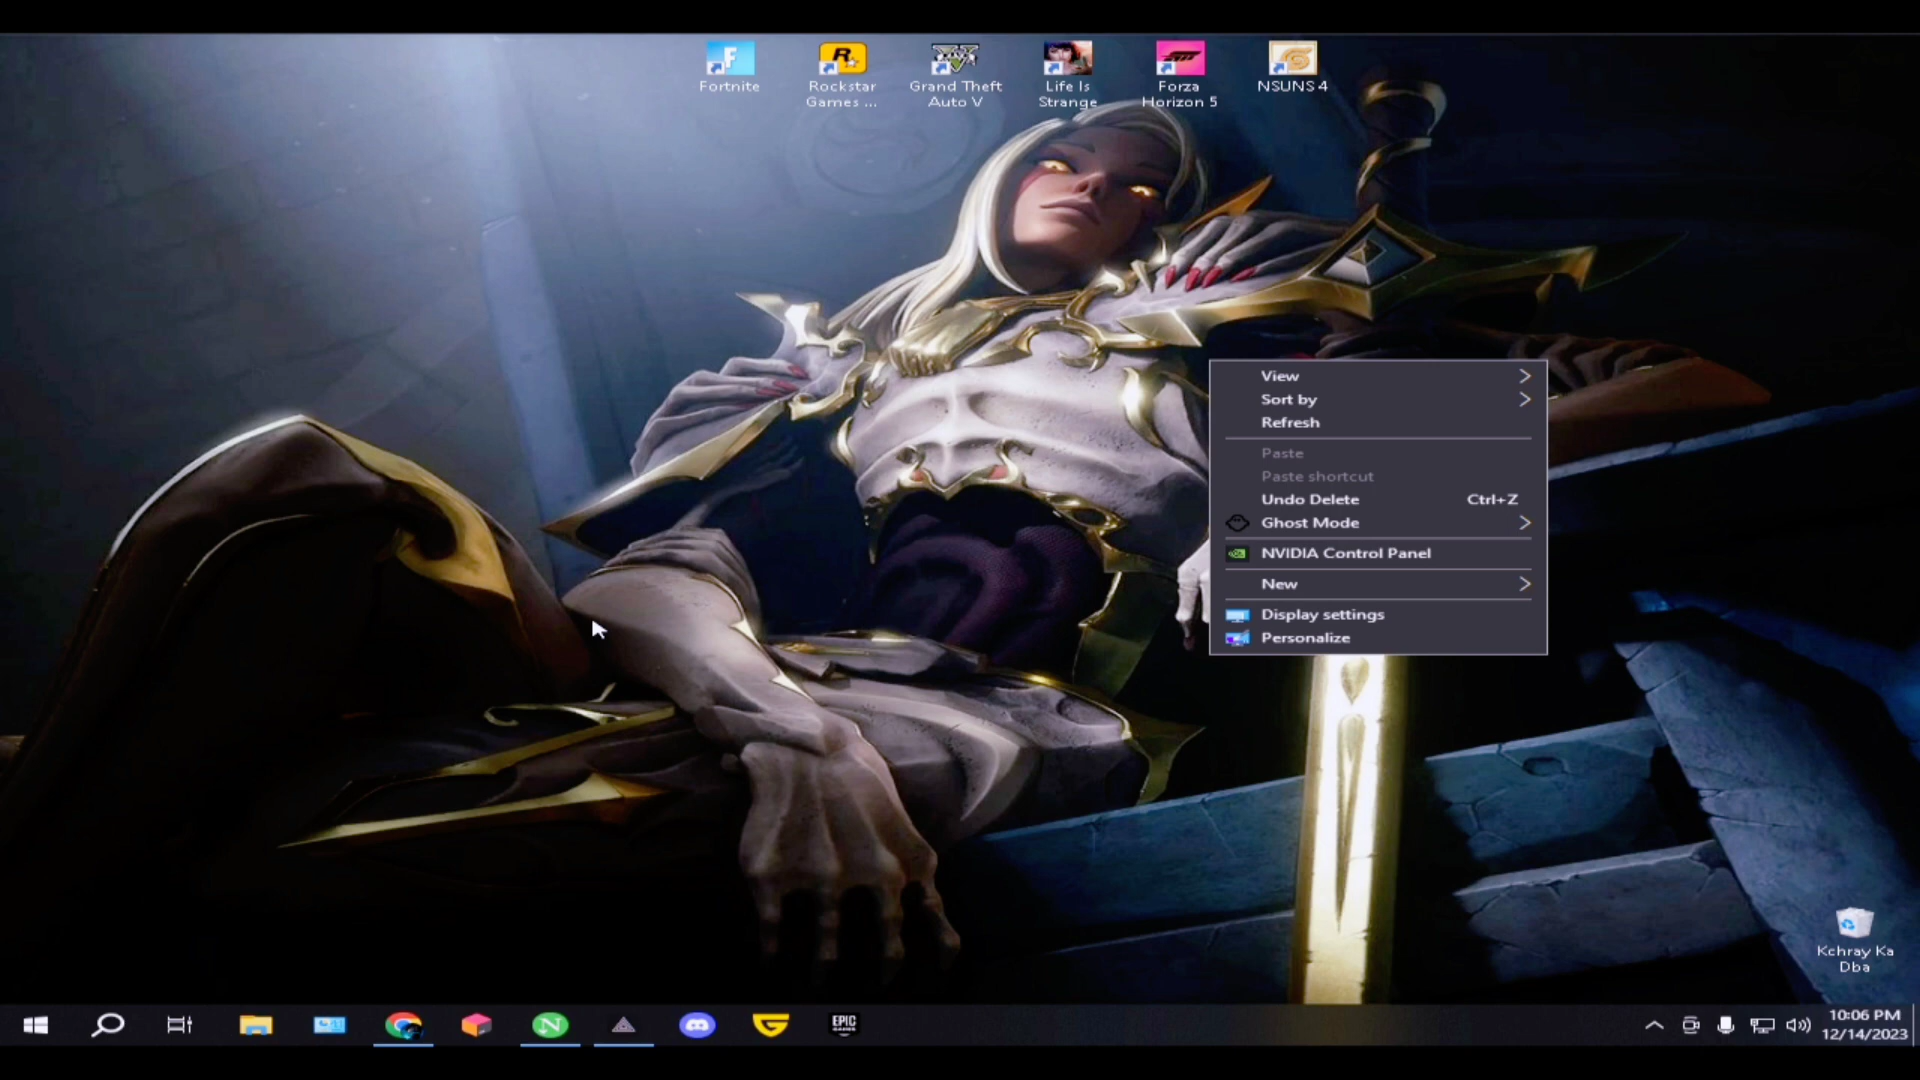 Fortnite
Rockstar
Games ...
Grand Theft
Auto V
Life Is
Strange
Forza
Horizon 5
NSUNS 4
View
Sort by
Refresh
Paste
Paste shortcut
Undo Delete Ctrl+Z
Ghost Mode
NVIDIA Control Panel
New
Display settings
Personalize
Kchray Ka
Dba
EPIC
GAMES
10:06 PM
12/14/2023